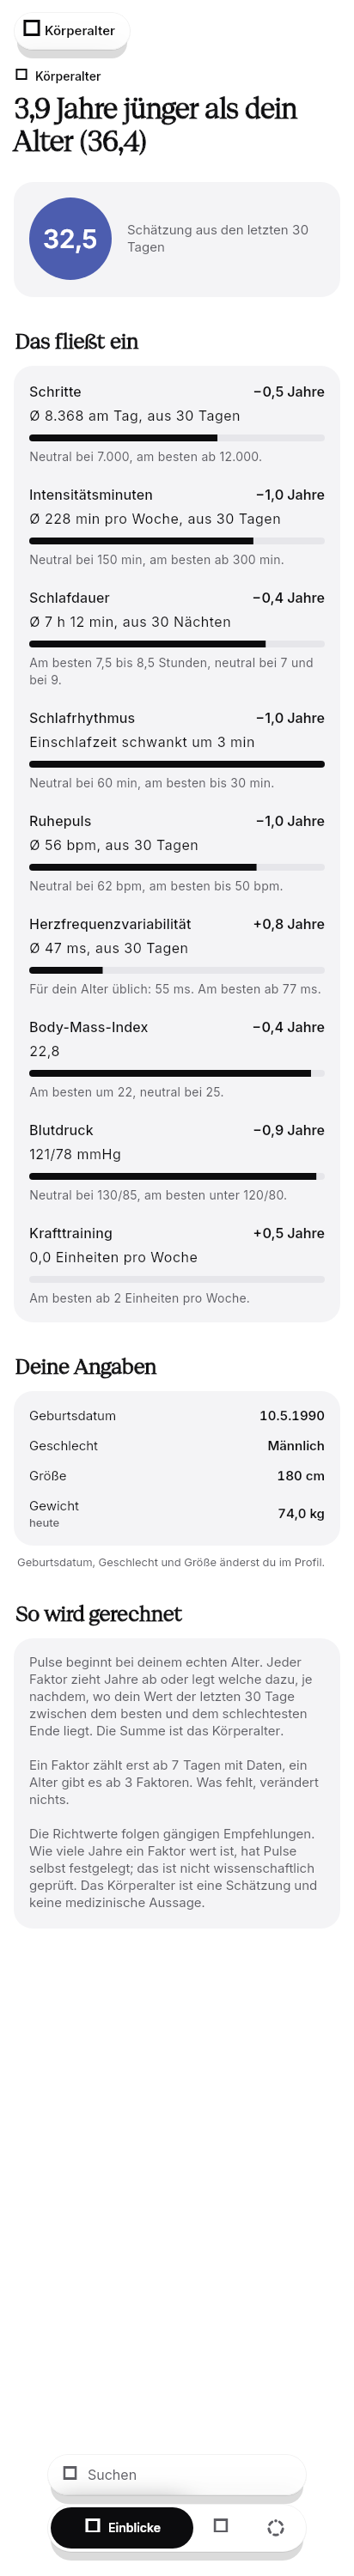 Körperalter
Körperalter
3,9 Jahre jünger als dein
Alter (36,4)
32,5
Schätzung aus den letzten 30
Tagen
Das fließt ein
Schritte −0,5 Jahre
Ø 8.368 am Tag, aus 30 Tagen
Neutral bei 7.000, am besten ab 12.000.
Intensitätsminuten −1,0 Jahre
Ø 228 min pro Woche, aus 30 Tagen
Neutral bei 150 min, am besten ab 300 min.
Schlafdauer −0,4 Jahre
Ø 7 h 12 min, aus 30 Nächten
Am besten 7,5 bis 8,5 Stunden, neutral bei 7 und
bei 9.
Schlafrhythmus −1,0 Jahre
Einschlafzeit schwankt um 3 min
Neutral bei 60 min, am besten bis 30 min.
Ruhepuls −1,0 Jahre
Ø 56 bpm, aus 30 Tagen
Neutral bei 62 bpm, am besten bis 50 bpm.
Herzfrequenzvariabilität +0,8 Jahre
Ø 47 ms, aus 30 Tagen
Für dein Alter üblich: 55 ms. Am besten ab 77 ms.
Body-Mass-Index −0,4 Jahre
22,8
Am besten um 22, neutral bei 25.
Blutdruck −0,9 Jahre
121/78 mmHg
Neutral bei 130/85, am besten unter 120/80.
Krafttraining +0,5 Jahre
0,0 Einheiten pro Woche
Am besten ab 2 Einheiten pro Woche.
Deine Angaben
Geburtsdatum 10.5.1990
Geschlecht Männlich
Größe 180 cm
Gewicht 74,0 kg
heute
Geburtsdatum, Geschlecht und Größe änderst du im Profil.
So wird gerechnet
Pulse beginnt bei deinem echten Alter. Jeder
Faktor zieht Jahre ab oder legt welche dazu, je
nachdem, wo dein Wert der letzten 30 Tage
zwischen dem besten und dem schlechtesten
Ende liegt. Die Summe ist das Körperalter.
Ein Faktor zählt erst ab 7 Tagen mit Daten, ein
Alter gibt es ab 3 Faktoren. Was fehlt, verändert
nichts.
Die Richtwerte folgen gängigen Empfehlungen.
Wie viele Jahre ein Faktor wert ist, hat Pulse
selbst festgelegt; das ist nicht wissenschaftlich
geprüft. Das Körperalter ist eine Schätzung und
keine medizinische Aussage.
Suchen
Einblicke